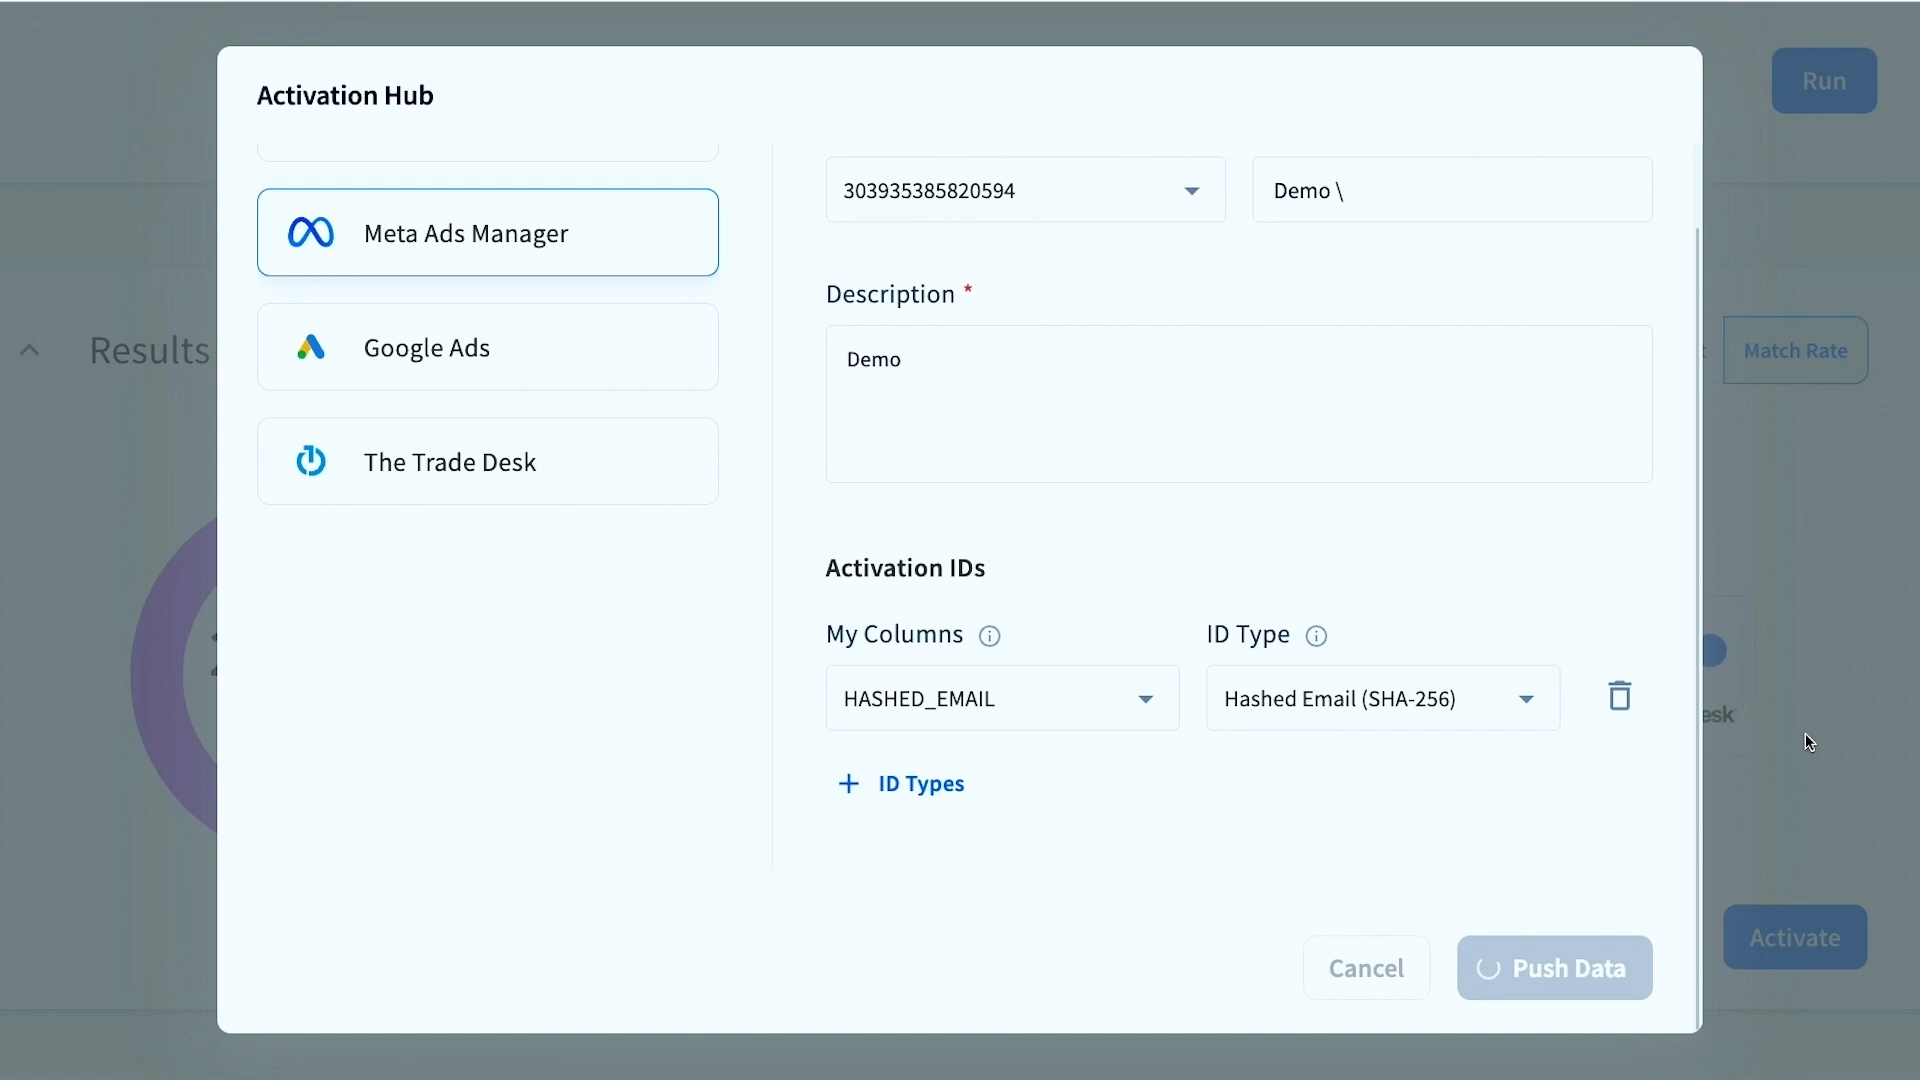 Activation Hub
Run
303935385820594
Demo \
Meta Ads Manager
Description *
Google Ads
Results
Match Rate
Demo
The Trade Desk
Activation IDs
My Columns
ID Type
HASHED_EMAIL
Hashed Email (SHA-256)
esk
+ ID Types
Activate
Cancel
Push Data